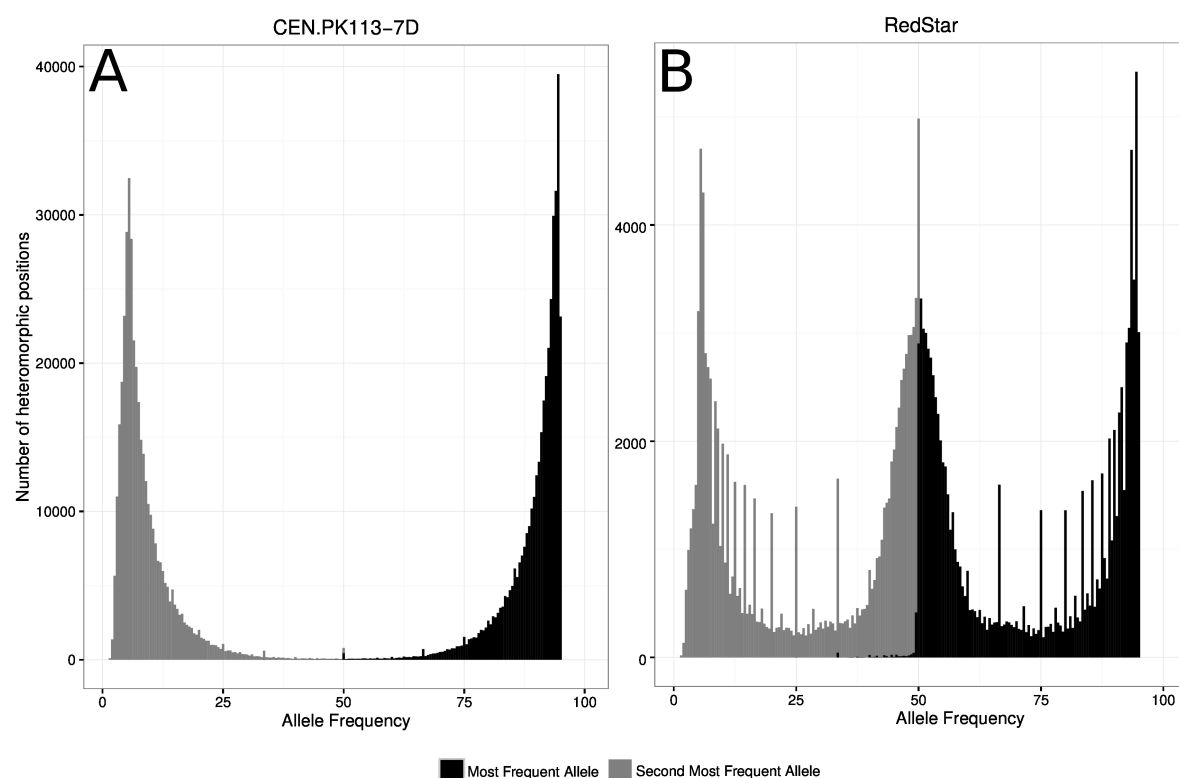 CEN.PK113−7D
RedStar
A
B
Number of heteromorphic positions
40000
30000
20000
10000
0
4000
2000
0
0 25 50 75 100
0 25 50 75 100
Allele Frequency
Allele Frequency
Most Frequent Allele Second Most Frequent Allele